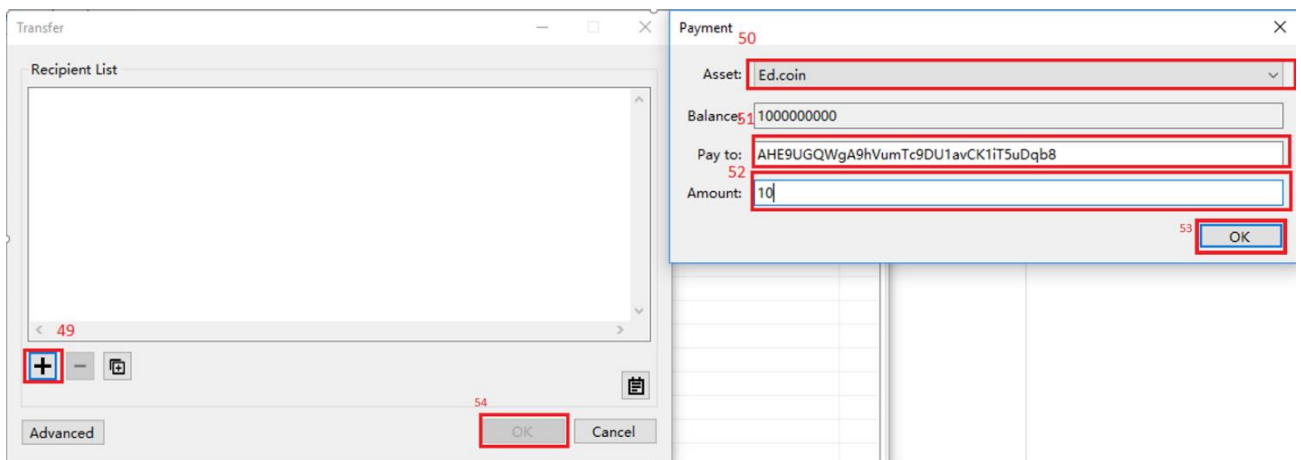 Transfer
Recipient List
49
54
Advanced
OK
Cancel
Payment
50
Asset: Ed.coin
Balance: 1000000000
51
Pay to: AHE9UGQWgA9hVumTc9DU1avCK1iT5uDqb8
52
Amount: 10
53
OK